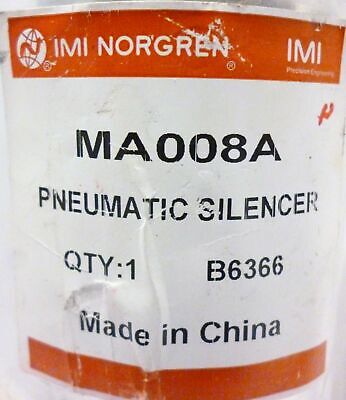 IMI NORGREN® IMI
Precision Engineering
MA008A
PNEUMATIC SILENCER
QTY:1 B6366
Made in China